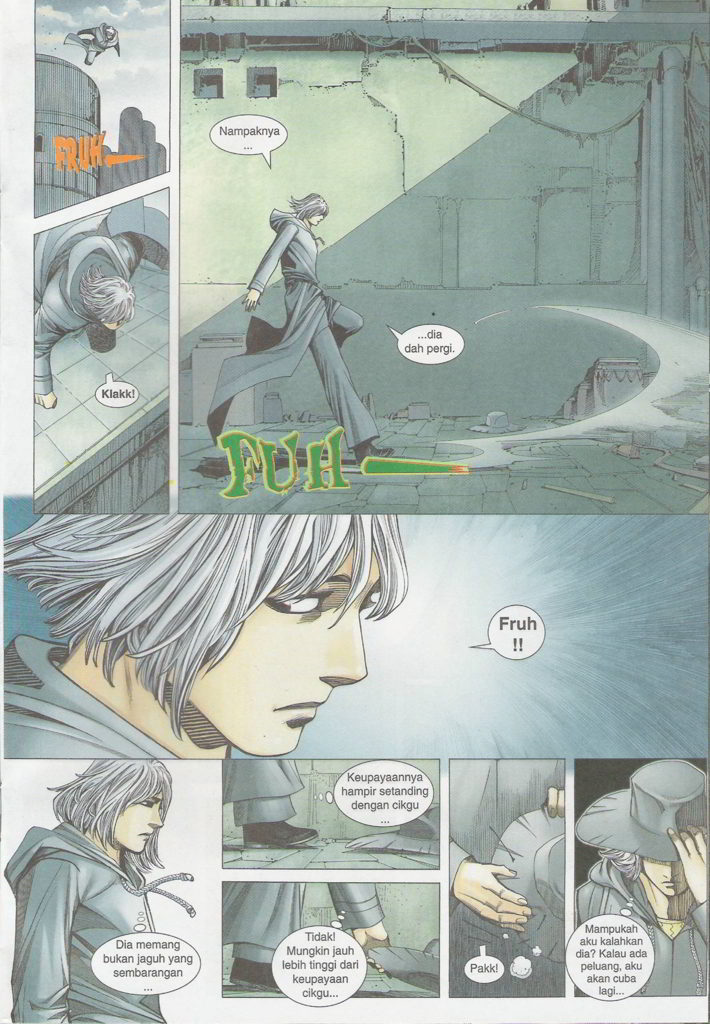 FRUH
Klakk!
Nampaknya
...
...dia
dah pergi.
FUH
Fruh
!!
Dia memang
bukan jaguh yang
sembarangan
...
Keupayaannya
hampir setanding
dengan cikgu
...
Tidak!
Mungkin jauh
lebih tinggi dari
keupayaan
cikgu...
Pakk!
Mampukah
aku kalahkan
dia? Kalau ada
peluang, aku
akan cuba
lagi...